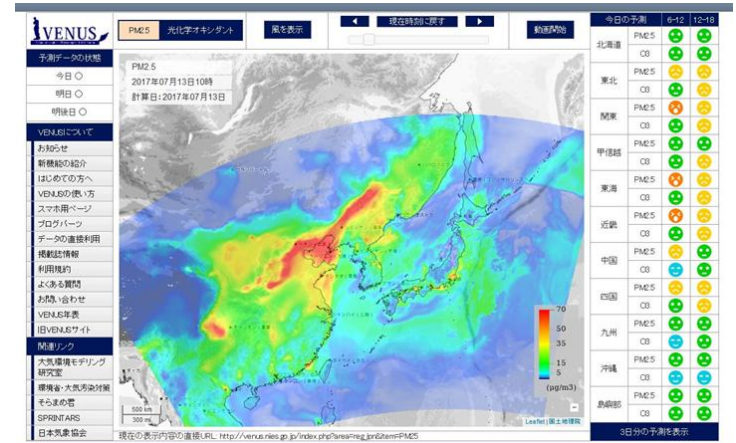 VENUS
PM2.5 光化学オキシダント
風を表示
現在時刻に戻す
動画開始
予測データの状態
今日 ○
明日 ○
明後日 ○
VENUSについて
お知らせ
新機能の紹介
はじめての方へ
VENUSの使い方
スマホ用ページ
ブログパーツ
データの直接利用
掲載誌情報
利用規約
よくある質問
お問い合わせ
VENUS年表
旧VENUSサイト
関連リンク
大気環境モデリング
研究室
環境省・大気汚染対策
そらまめ君
SPRINTARS
日本気象協会
PM2.5
2017年07月13日10時
計算日:2017年07月13日
70
50
35
15
5
(μg/m3)
500 km
300 mi
Leaflet | 国土地理院
現在の表示内容の直接URL: http://venus.nies.go.jp/index.php?area=reg_jpn&item=PM25
今日の予測 6-12 12-18
北海道 PM2.5
O3
東北 PM2.5
O3
関東 PM2.5
O3
甲信越 PM2.5
O3
東海 PM2.5
O3
近畿 PM2.5
O3
中国 PM2.5
O3
四国 PM2.5
O3
九州 PM2.5
O3
沖縄 PM2.5
O3
島嶼部 PM2.5
O3
3日分の予測を表示